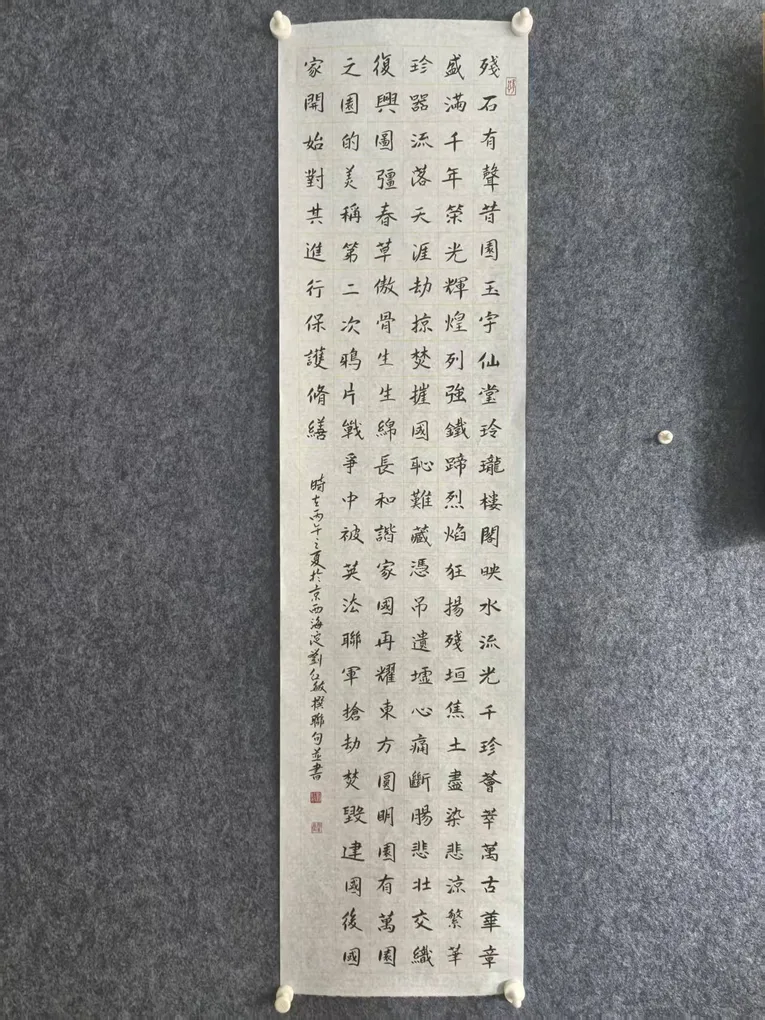 殘石有聲昔園玉宇仙堂玲瓏樓閣映水流光千珍薈萃萬古華章
盛滿千年榮光輝煌列強鐵蹄烈焰狂揚殘垣焦土盡染悲涼繁華
珍器流落天涯劫掠焚摧國恥難藏憑吊遺墟心痛斷腸悲壯交織
復興圖彊春草傲骨生生綿長和諧家國再耀東方圓明園有萬園
之園的美稱第二次鴉片戰爭中被英法聯軍搶劫焚毀建國後國
家開始對其進行保護脩繕
時在丙午之夏於京西海淀劉仁敏撰聯句並書